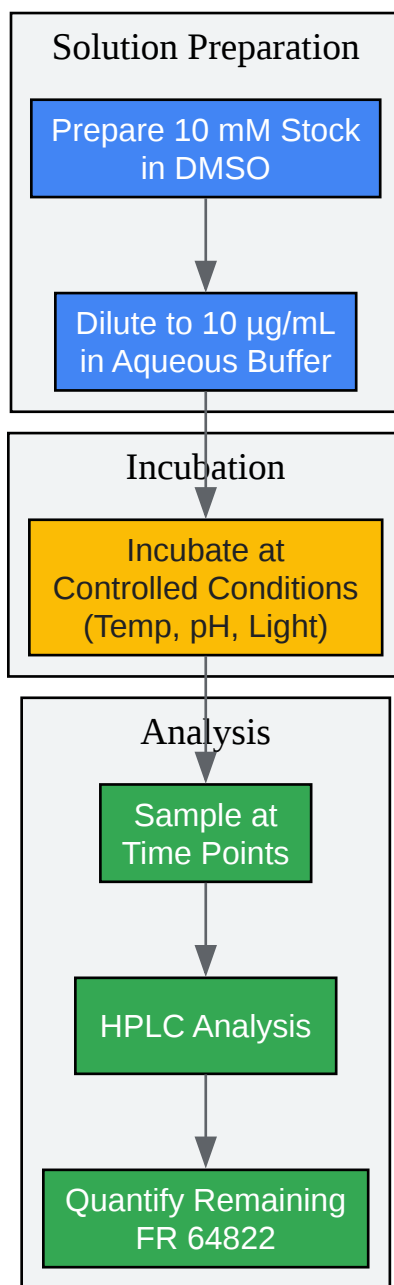 Solution Preparation
Prepare 10 mM Stock
in DMSO
Dilute to 10 µg/mL
in Aqueous Buffer
Incubation
Incubate at
Controlled Conditions
(Temp, pH, Light)
Analysis
Sample at
Time Points
HPLC Analysis
Quantify Remaining
FR 64822